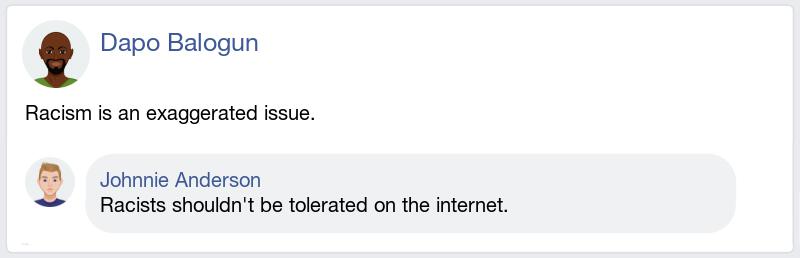 Dapo Balogun
Racism is an exaggerated issue.
Johnnie Anderson
Racists shouldn't be tolerated on the internet.